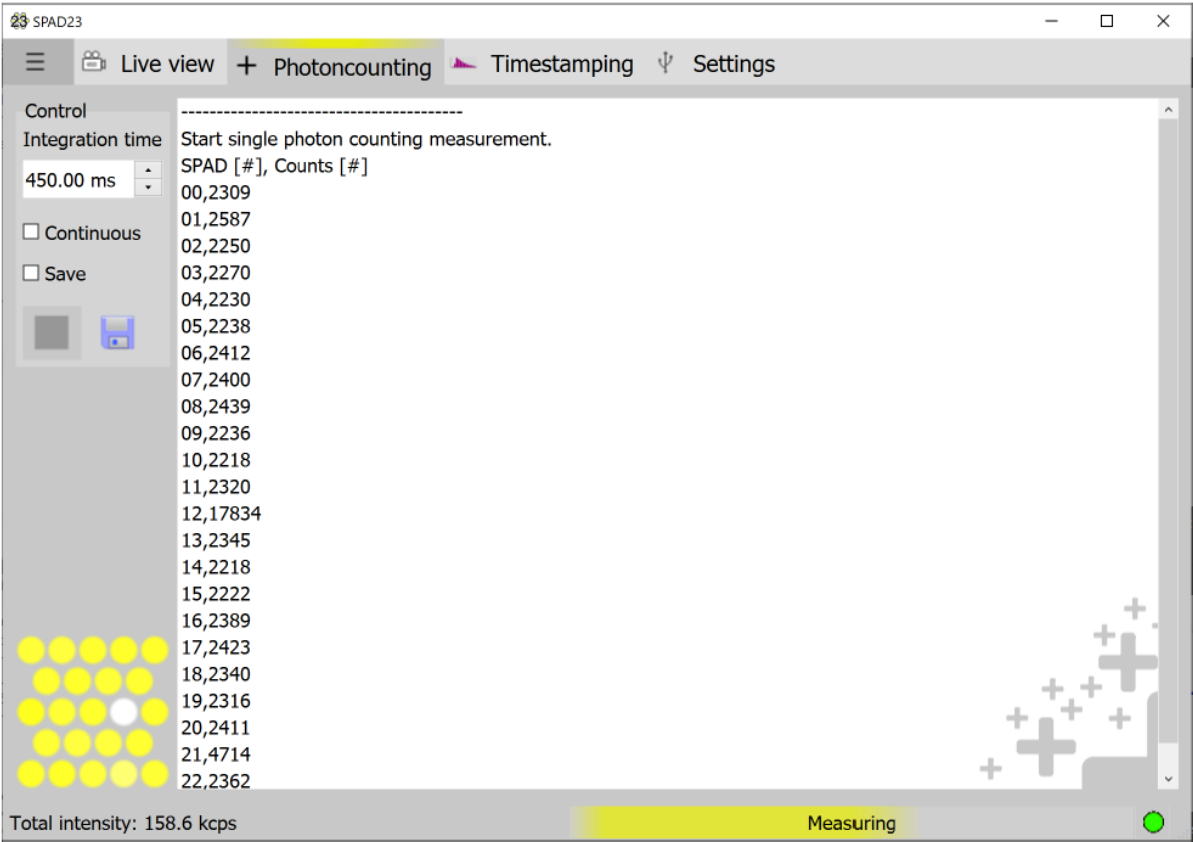 23 SPAD23
Live view
Photoncounting
Timestamping
Settings
Control
Integration time
450.00 ms
Continuous
Save
---------------------------------------
Start single photon counting measurement.
SPAD [#], Counts [#]
00,2309
01,2587
02,2250
03,2270
04,2230
05,2238
06,2412
07,2400
08,2439
09,2236
10,2218
11,2320
12,17834
13,2345
14,2218
15,2222
16,2389
17,2423
18,2340
19,2316
20,2411
21,4714
22,2362
Total intensity: 158.6 kcps
Measuring